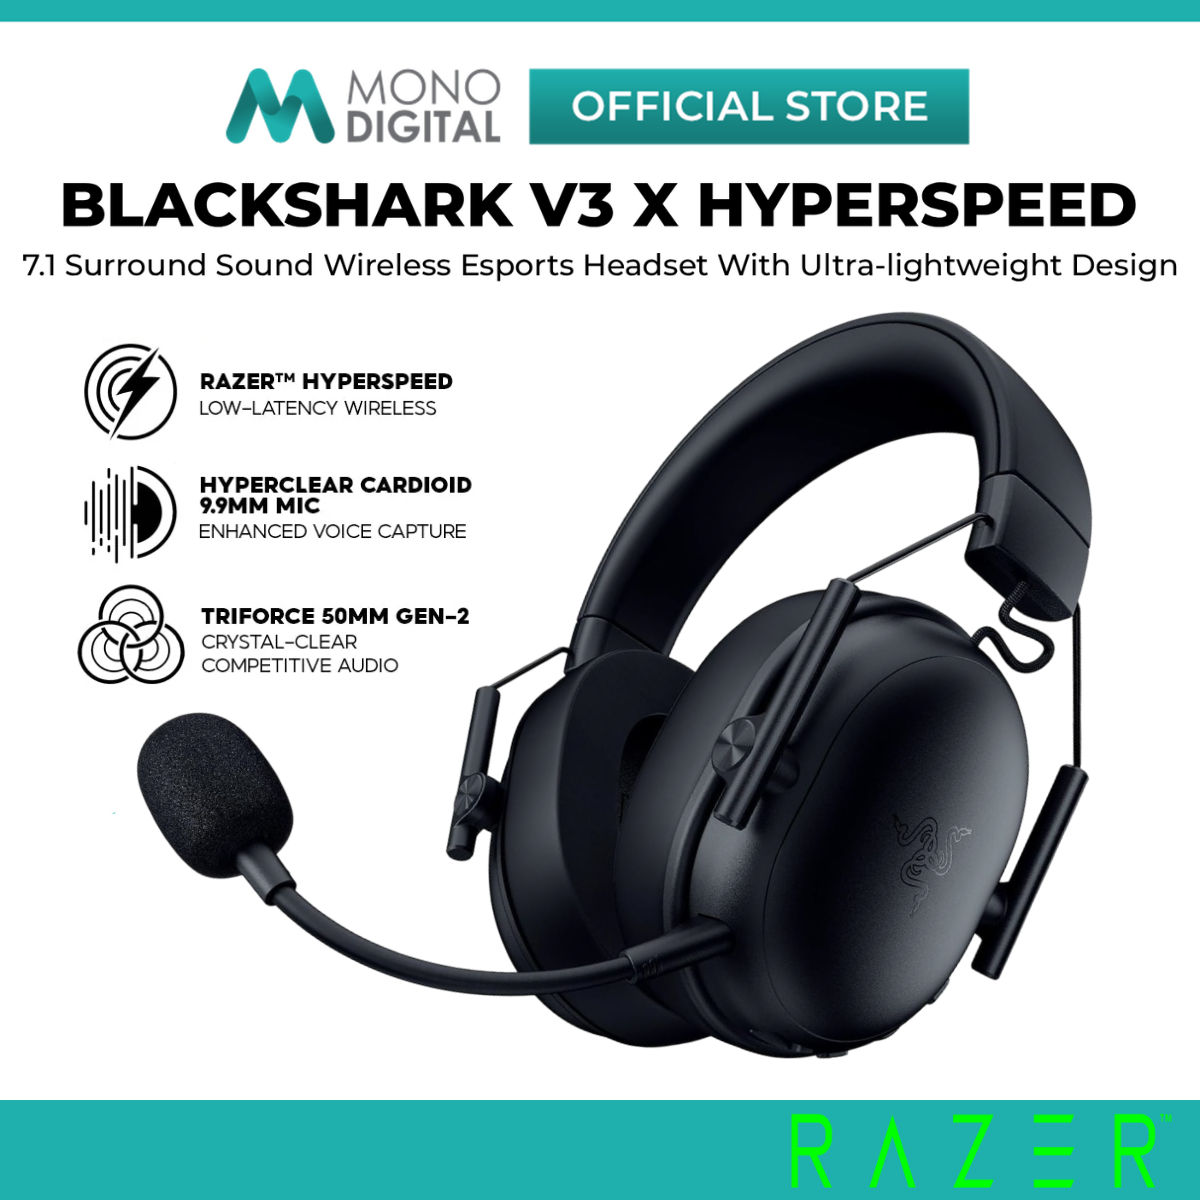 MONO
DIGITAL
OFFICIAL STORE
BLACKSHARK V3 X HYPERSPEED
7.1 Surround Sound Wireless Esports Headset With Ultra-lightweight Design
RAZER™ HYPERSPEED
LOW-LATENCY WIRELESS
HYPERCLEAR CARDIOID
9.9MM MIC
ENHANCED VOICE CAPTURE
TRIFORCE 50MM GEN-2
CRYSTAL-CLEAR
COMPETITIVE AUDIO
RAZER™